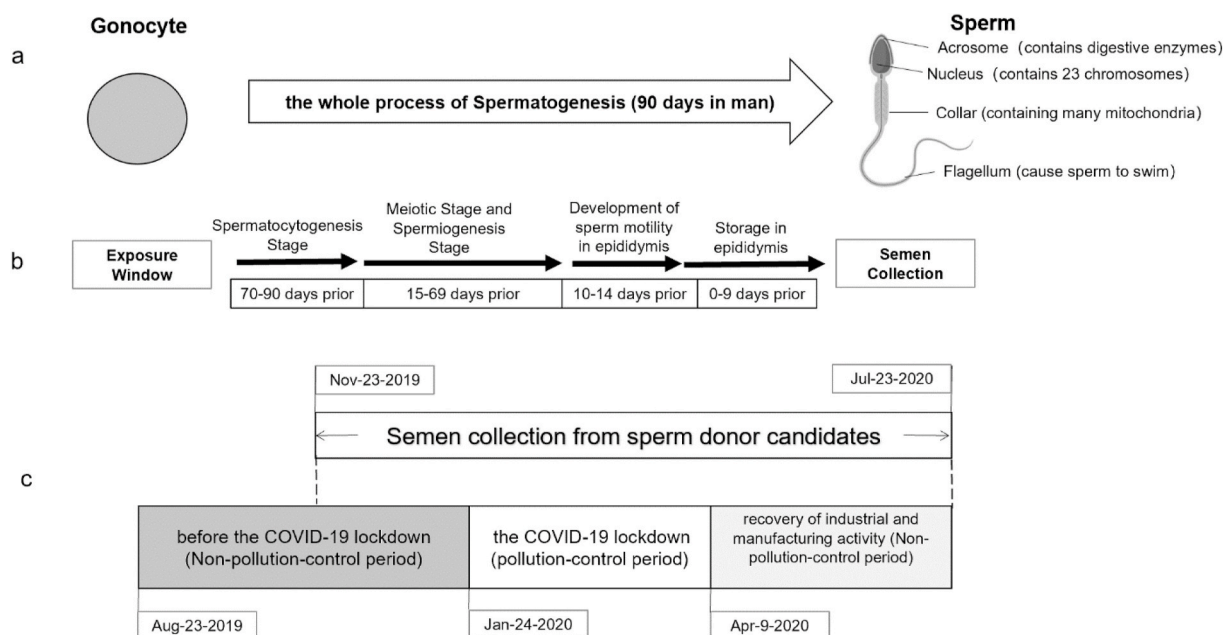 Gonocyte
Sperm
a
Acrosome (contains digestive enzymes)
Nucleus (contains 23 chromosomes)
the whole process of Spermatogenesis (90 days in man)
Collar (containing many mitochondria)
Flagellum (cause sperm to swim)
b
Exposure
Window
Spermatocytogenesis
Stage
Meiotic Stage and
Spermiogenesis
Stage
Development of
sperm motility
in epididymis
Storage in
epididymis
Semen
Collection
70-90 days prior
15-69 days prior
10-14 days prior
0-9 days prior
Nov-23-2019
Jul-23-2020
Semen collection from sperm donor candidates
c
before the COVID-19 lockdown
(Non-pollution-control period)
the COVID-19 lockdown
(pollution-control period)
recovery of industrial and
manufacturing activity (Non-
pollution-control period)
Aug-23-2019
Jan-24-2020
Apr-9-2020